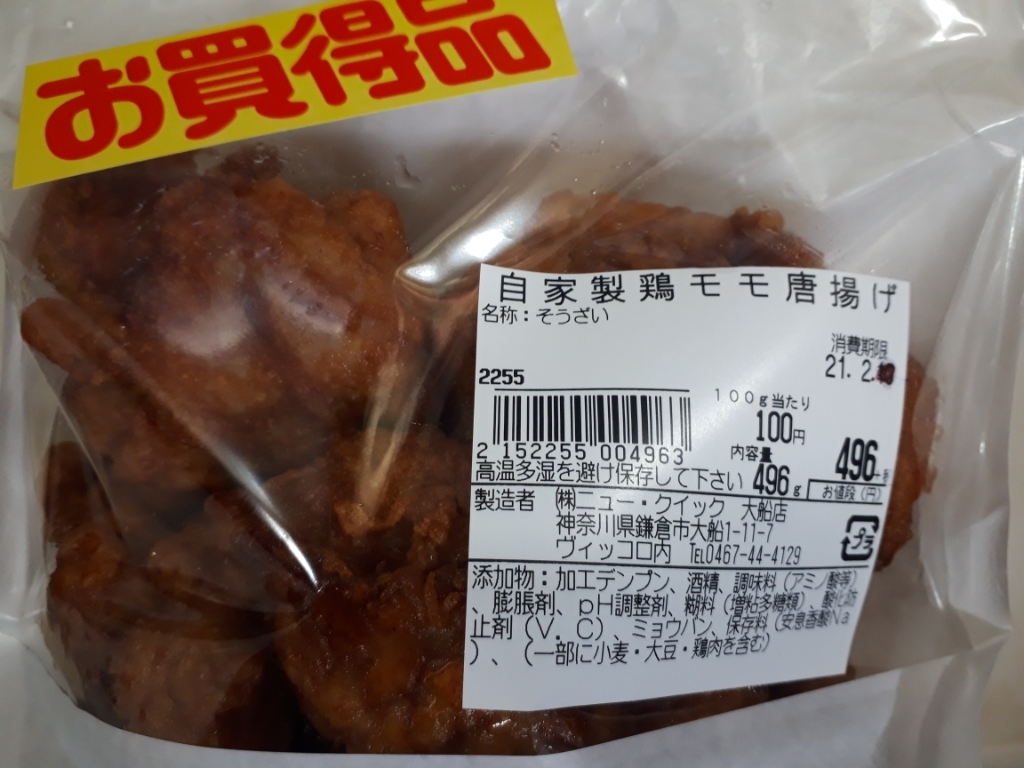 お買得品
自家製鶏モモ唐揚げ
名称:そうざい
消費期限
21. 2.
2255
100g当たり
100円
内容量
2 152255 004963
高温多湿を避け保存して下さい 496g
496
お値段(円)
製造者 ㈱ニュー・クイック 大船店
神奈川県鎌倉市大船1-11-7
ヴィッコロ内 TEL0467-44-4129
プラ
添加物:加工デンプン、酒精、調味料(アミノ酸等)
、膨脹剤、pH調整剤、糊料(増粘多糖類)、酸化防
止剤(V.C)、ミョウバン、保存料(安息香酸Na
)、(一部に小麦・大豆・鶏肉を含む)